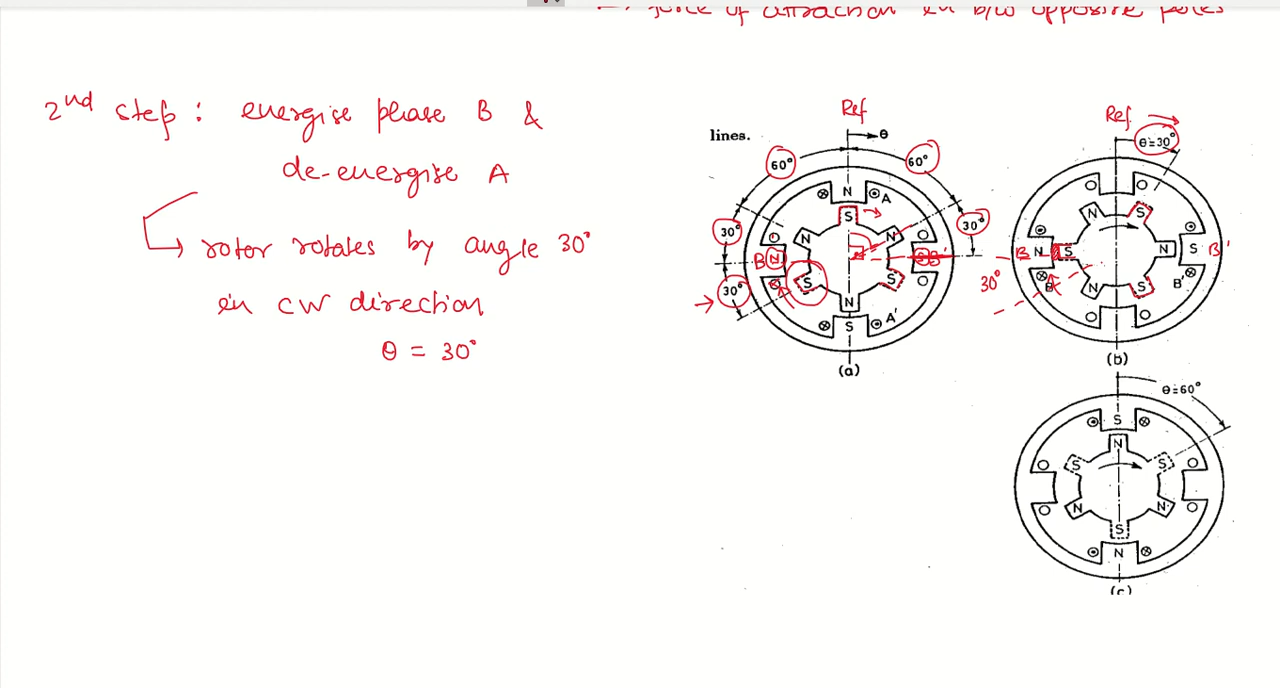 ↳ force of attraction in b/w opposite poles
2nd step : energise phase B &
de-energise A
↳ rotor rotates by angle 30°
in CW direction
θ = 30°
lines.
Ref
θ
60° 60°
N A
S
30° 30°
N N
B N S B'
30° S S
N
S A'
(a)
Ref
θ=30°
N S
B N S N S B'
30° B B'
N S
(b)
θ=60°
S
N
S S
N N
S
N
(c)